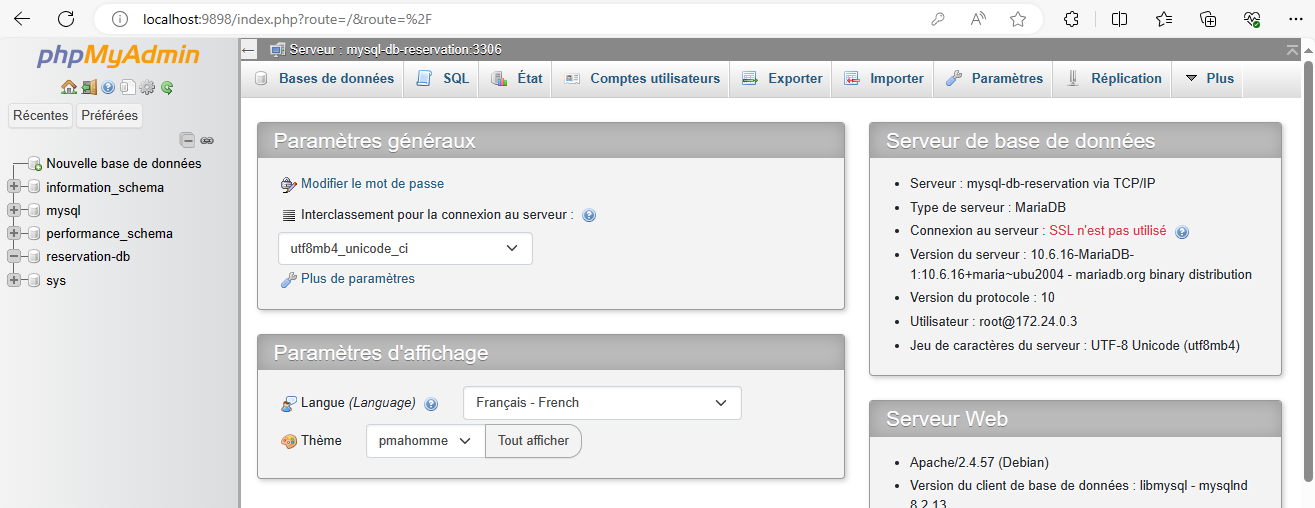 localhost:9898/index.php?route=/&route=%2F
phpMyAdmin
Récentes Préférées
Nouvelle base de données
information_schema
mysql
performance_schema
reservation-db
sys
Serveur : mysql-db-reservation:3306
Bases de données SQL État Comptes utilisateurs Exporter Importer Paramètres Réplication Plus
Paramètres généraux
Modifier le mot de passe
Interclassement pour la connexion au serveur :
utf8mb4_unicode_ci
Plus de paramètres
Paramètres d'affichage
Langue (Language) Français - French
Thème pmahomme Tout afficher
Serveur de base de données
Serveur : mysql-db-reservation via TCP/IP
Type de serveur : MariaDB
Connexion au serveur : SSL n'est pas utilisé
Version du serveur : 10.6.16-MariaDB-
1:10.6.16+maria~ubu2004 - mariadb.org binary distribution
Version du protocole : 10
Utilisateur : root@172.24.0.3
Jeu de caractères du serveur : UTF-8 Unicode (utf8mb4)
Serveur Web
Apache/2.4.57 (Debian)
Version du client de base de données : libmysql - mysqlnd
8.2.13